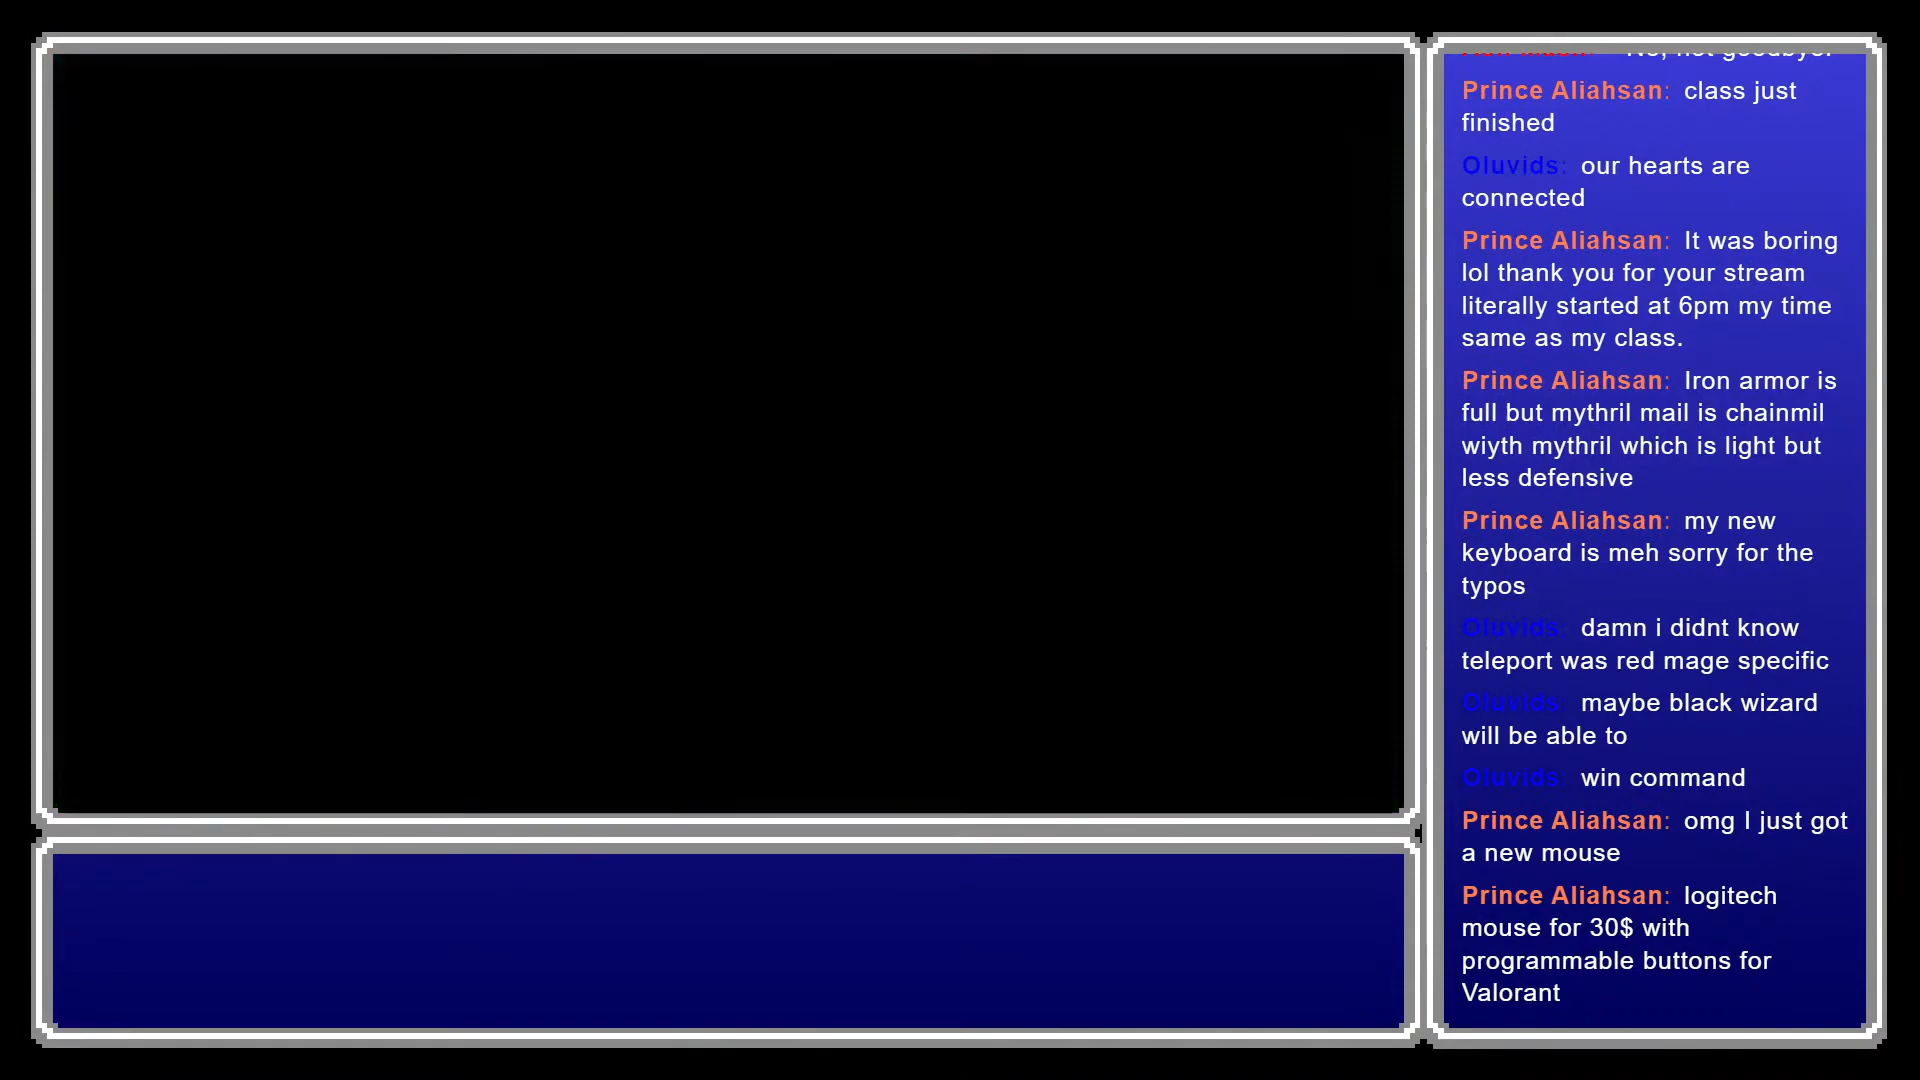 No, not goodbye!
Prince Aliahsan: class just
finished
Oluvids: our hearts are
connected
Prince Aliahsan: It was boring
lol thank you for your stream
literally started at 6pm my time
same as my class.
Prince Aliahsan: Iron armor is
full but mythril mail is chainmil
wiyth mythril which is light but
less defensive
Prince Aliahsan: my new
keyboard is meh sorry for the
typos
Oluvids: damn i didnt know
teleport was red mage specific
Oluvids: maybe black wizard
will be able to
Oluvids: win command
Prince Aliahsan: omg I just got
a new mouse
Prince Aliahsan: logitech
mouse for 30$ with
programmable buttons for
Valorant